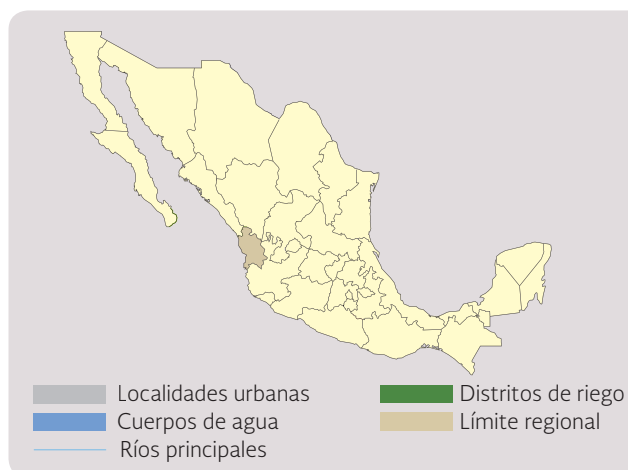 Localidades urbanas
Cuerpos de agua
Ríos principales
Distritos de riego
Límite regional